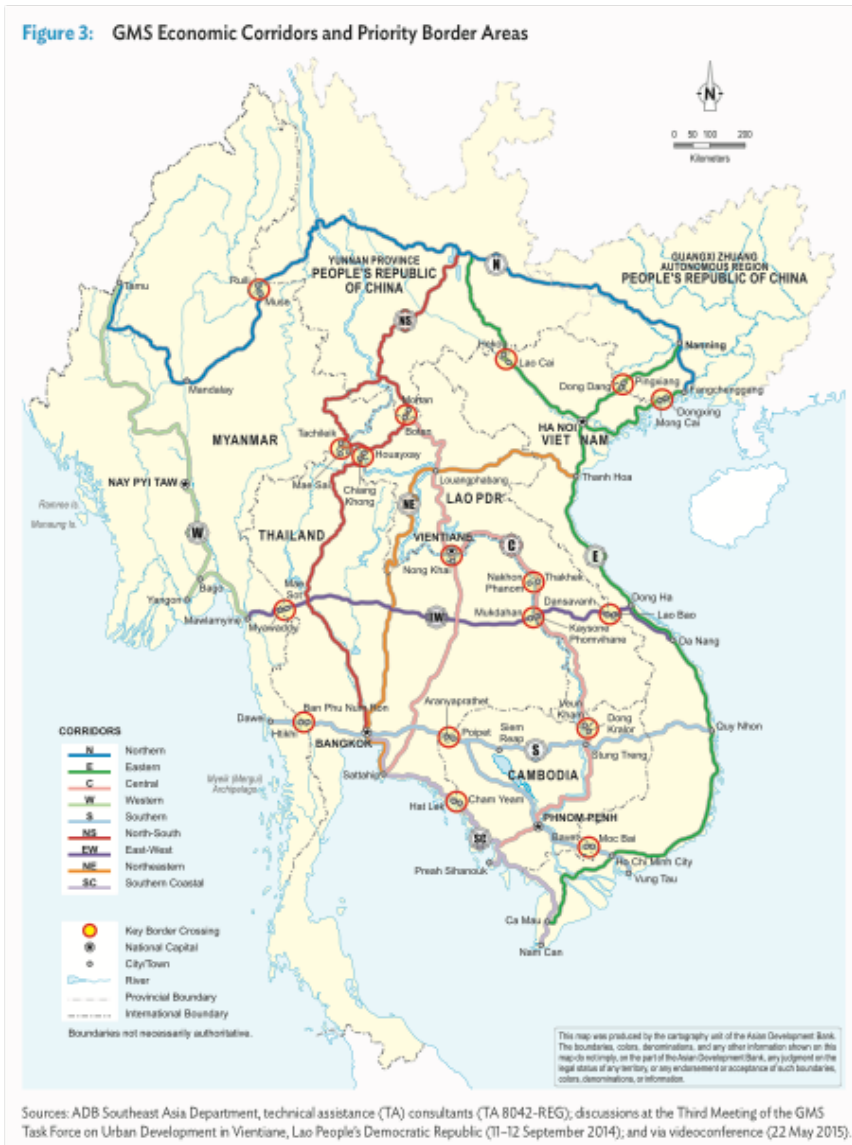 Figure 3: GMS Economic Corridors and Priority Border Areas
N
0 50 100 200
Kilometers
YUNNAN PROVINCE
PEOPLE'S REPUBLIC
OF CHINA
GUANGXI ZHUANG
AUTONOMOUS REGION
PEOPLE'S REPUBLIC OF CHINA
N
Tamu
Ruili
Muse
NS
Nanning
Hekou
Lao Cai
Mandalay
Dong Dang
Pingxiang
Fangchenggang
Dongxing
Mong Cai
Mohan
Boten
HA NOI
VIET NAM
MYANMAR
Tachileik
Houayxay
Mae Sai
Chiang
Khong
Louangphabang
Thanh Hoa
NAY PYI TAW
LAO PDR
NE
Ramree Is.
THAILAND
VIENTIANE
C
W
E
Nong Khai
Nakhon
Phanom
Thakhek
Bago
Mae
Sot
Dansavanh
Dong Ha
Yangon
Lao Bao
Mawlamyine
Myawaddy
EW
Mukdahan
Kaysone
Phomvihane
Da Nang
Ban Phu Nam Ron
Aranyaprathet
Veun
Kham
Dong
Kralor
Dawei
Htikhi
Poipet
Siem
Reap
Quy Nhon
BANGKOK
S
Stung Treng
Sattahip
CAMBODIA
Myeik (Mergui)
Archipelago
Hat Lek
Cham Yeam
PHNOM-PENH
Bavet
Moc Bai
SC
Ho Chi Minh City
Preah Sihanouk
Vung Tau
Ca Mau
Nam Can
CORRIDORS
N Northern
E Eastern
C Central
W Western
S Southern
NS North-South
EW East-West
NE Northeastern
SC Southern Coastal
Key Border Crossing
National Capital
City/Town
River
Provincial Boundary
International Boundary
Boundaries not necessarily authoritative.
This map was produced by the cartography unit of the Asian Development Bank.
The boundaries, colors, denominations, and any other information shown on this
map do not imply, on the part of the Asian Development Bank, any judgment on the
legal status of any territory, or any endorsement or acceptance of such boundaries,
colors, denominations, or information.
Sources: ADB Southeast Asia Department, technical assistance (TA) consultants (TA 8042-REG); discussions at the Third Meeting of the GMS
Task Force on Urban Development in Vientiane, Lao People's Democratic Republic (11–12 September 2014); and via videoconference (22 May 2015).